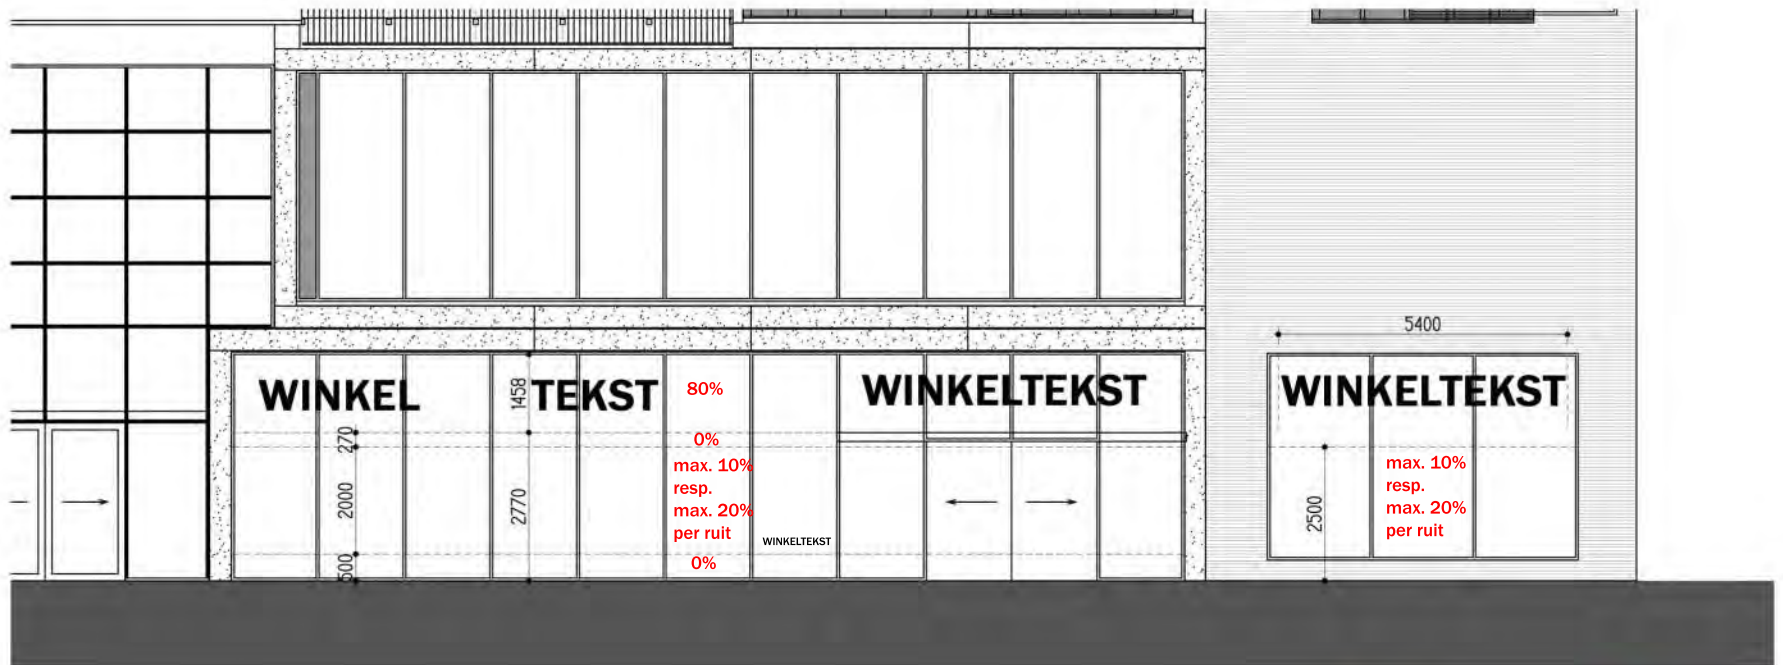 5400
WINKEL
1458
TEKST
80%
WINKELTEKST
WINKELTEKST
270
0%
max. 10%
resp.
max. 20%
per ruit
2000
2770
WINKELTEKST
500
0%
max. 10%
resp.
max. 20%
per ruit
2500